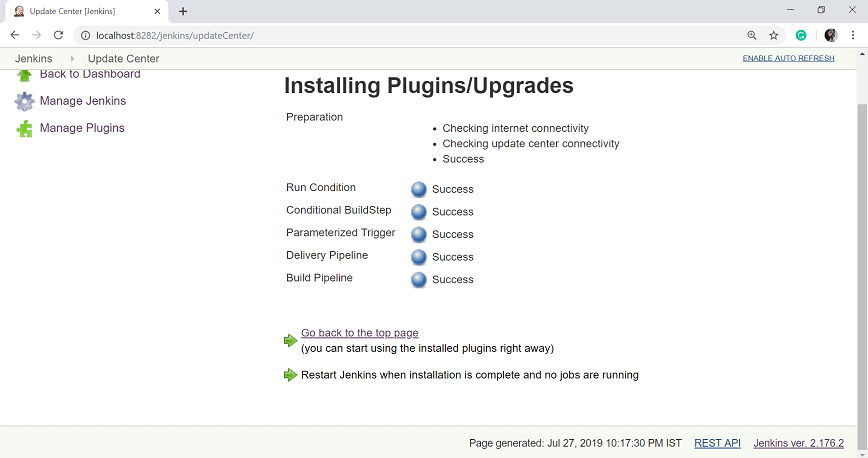 Update Center [Jenkins]
localhost:8282/jenkins/updateCenter/
Jenkins Update Center ENABLE AUTO REFRESH
Back to Dashboard
Manage Jenkins
Manage Plugins
Installing Plugins/Upgrades
Preparation
Checking internet connectivity
Checking update center connectivity
Success
Run Condition Success
Conditional BuildStep Success
Parameterized Trigger Success
Delivery Pipeline Success
Build Pipeline Success
Go back to the top page
(you can start using the installed plugins right away)
Restart Jenkins when installation is complete and no jobs are running
Page generated: Jul 27, 2019 10:17:30 PM IST REST API Jenkins ver. 2.176.2